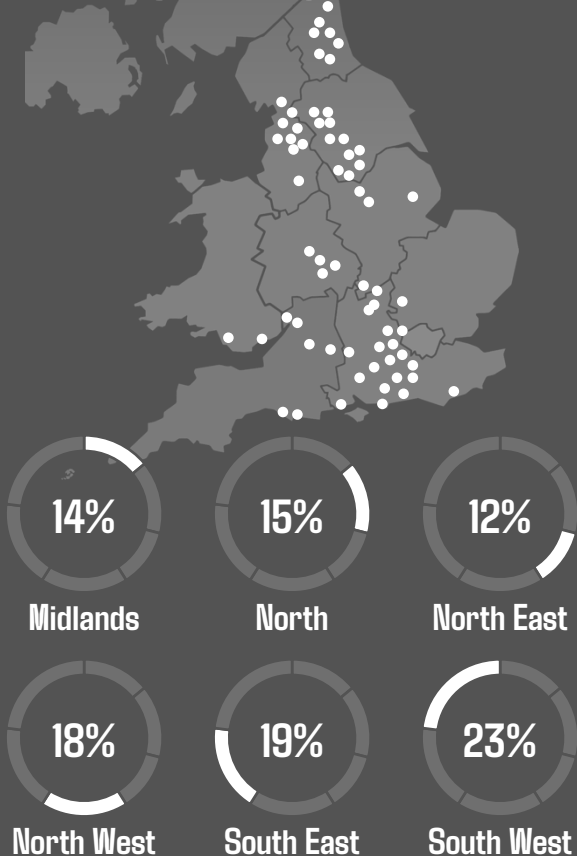 14%
15%
12%
Midlands
North
North East
18%
19%
23%
North West
South East
South West